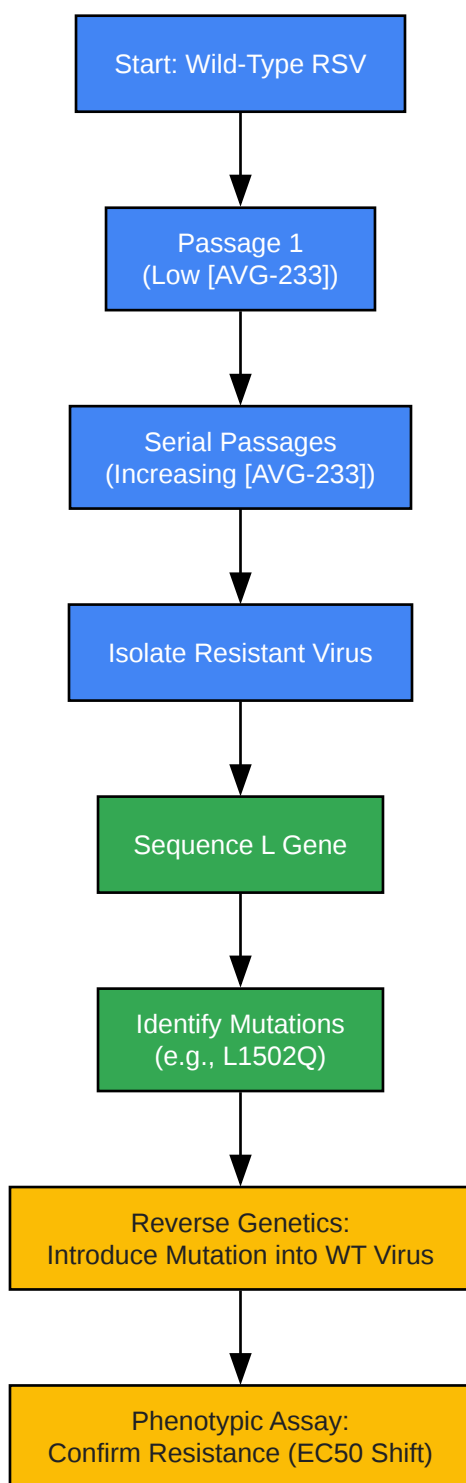 Start: Wild-Type RSV
Passage 1
(Low [AVG-233])
Serial Passages
(Increasing [AVG-233])
Isolate Resistant Virus
Sequence L Gene
Identify Mutations
(e.g., L1502Q)
Reverse Genetics:
Introduce Mutation into WT Virus
Phenotypic Assay:
Confirm Resistance (EC50 Shift)